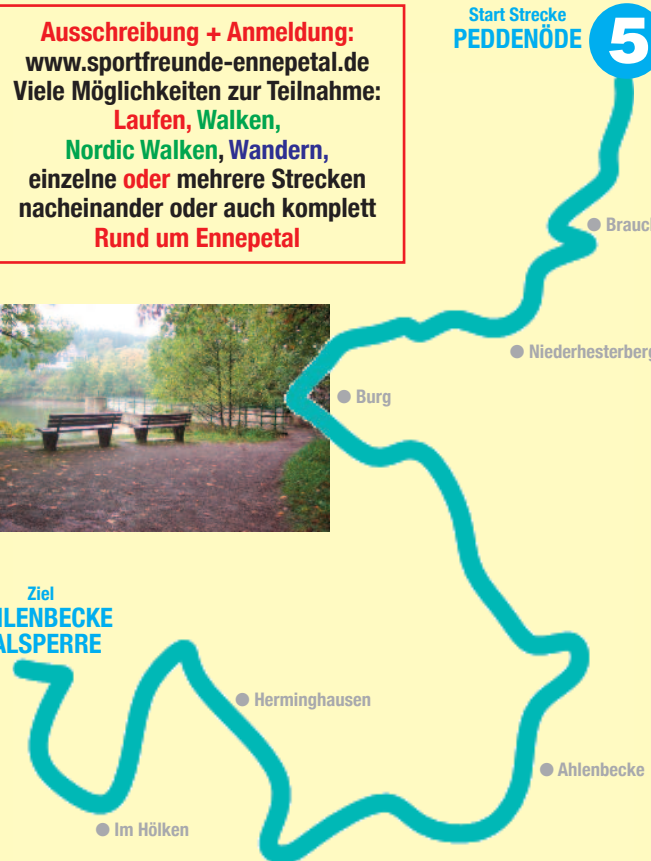 Ausschreibung + Anmeldung:
www.sportfreunde-ennepetal.de
Viele Möglichkeiten zur Teilnahme:
Laufen, Walken,
Nordic Walken, Wandern,
einzelne oder mehrere Strecken
nacheinander oder auch komplett
Rund um Ennepetal
Start Strecke
PEDDENÖDE
5
Niederhesterberg
Burg
Ziel
Herminghausen
Ahlenbecke
Im Hölken